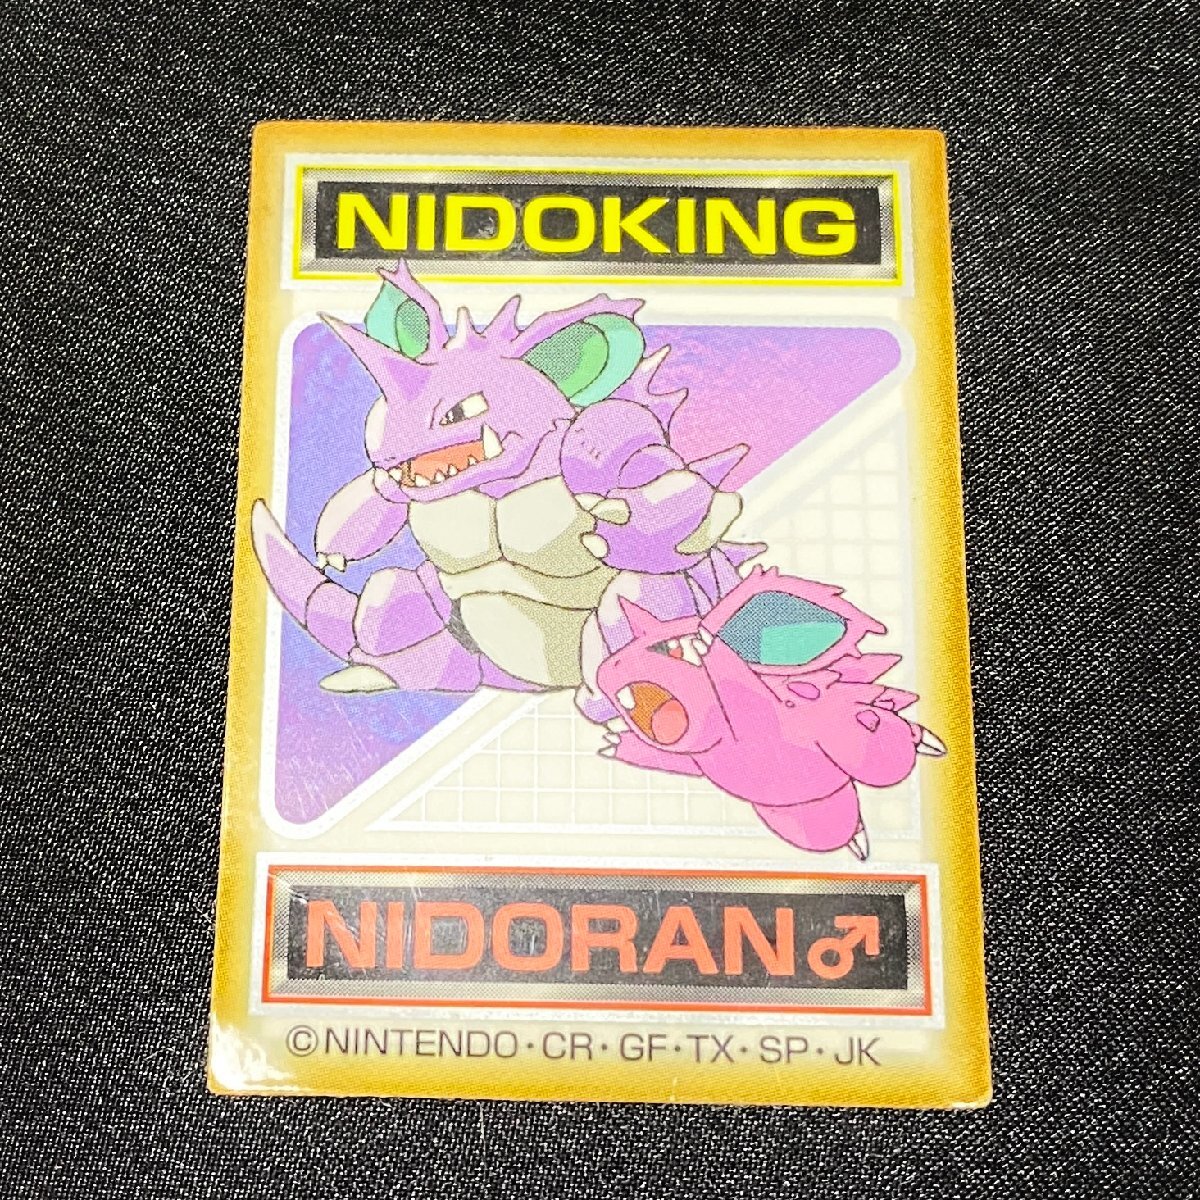 NIDOKING
NIDORAN♂
©NINTENDO・CR・GF・TX・SP・JK